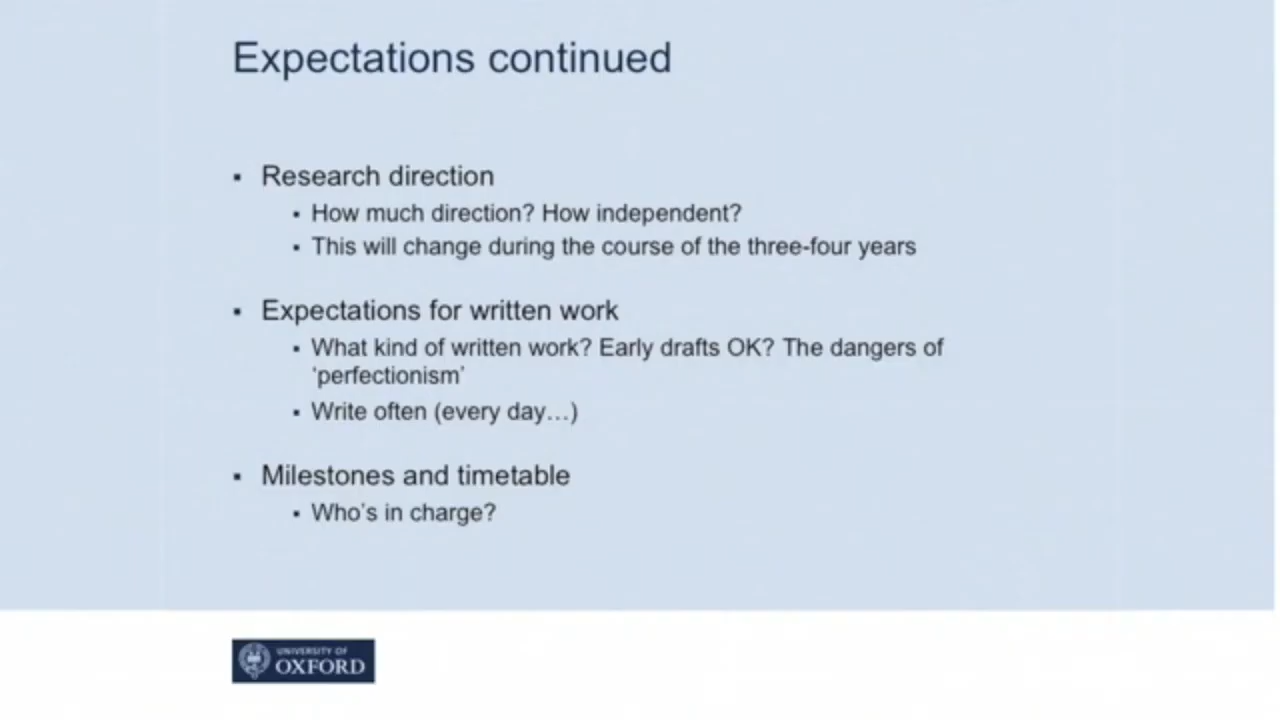 Expectations continued
▪ Research direction
▪ How much direction? How independent?
▪ This will change during the course of the three-four years
▪ Expectations for written work
▪ What kind of written work? Early drafts OK? The dangers of
‘perfectionism’
▪ Write often (every day…)
▪ Milestones and timetable
▪ Who’s in charge?
UNIVERSITY OF
OXFORD